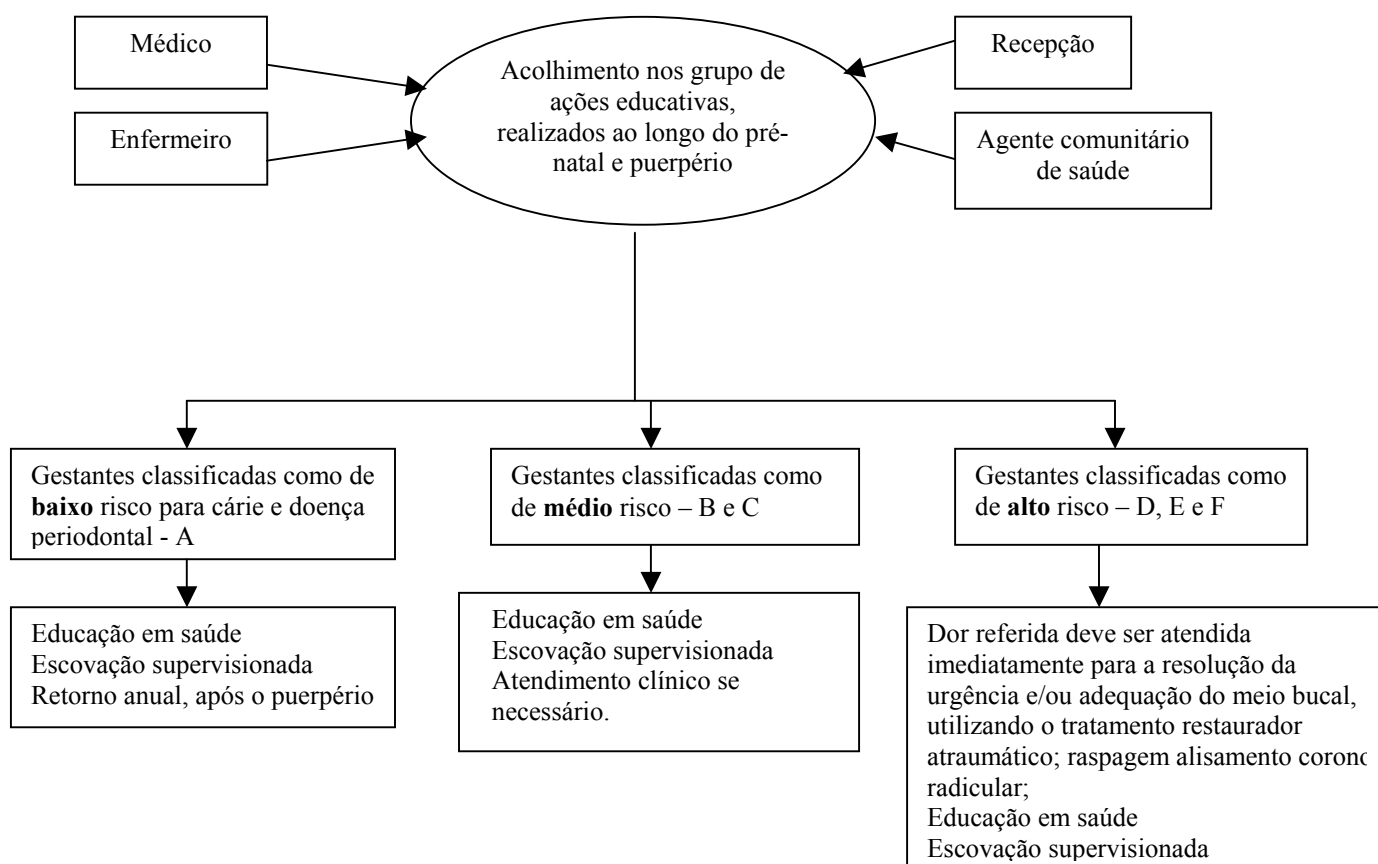 Médico
Recepção
Acolhimento nos grupo de
ações educativas,
realizados ao longo do pré-
natal e puerpério
Enfermeiro
Agente comunitário
de saúde
Gestantes classificadas como de
baixo risco para cárie e doença
periodontal - A
Gestantes classificadas como
de médio risco – B e C
Gestantes classificadas como
de alto risco – D, E e F
Educação em saúde
Escovação supervisionada
Retorno anual, após o puerpério
Educação em saúde
Escovação supervisionada
Atendimento clínico se
necessário.
Dor referida deve ser atendida
imediatamente para a resolução da
urgência e/ou adequação do meio bucal,
utilizando o tratamento restaurador
atraumático; raspagem alisamento corono
radicular;
Educação em saúde
Escovação supervisionada